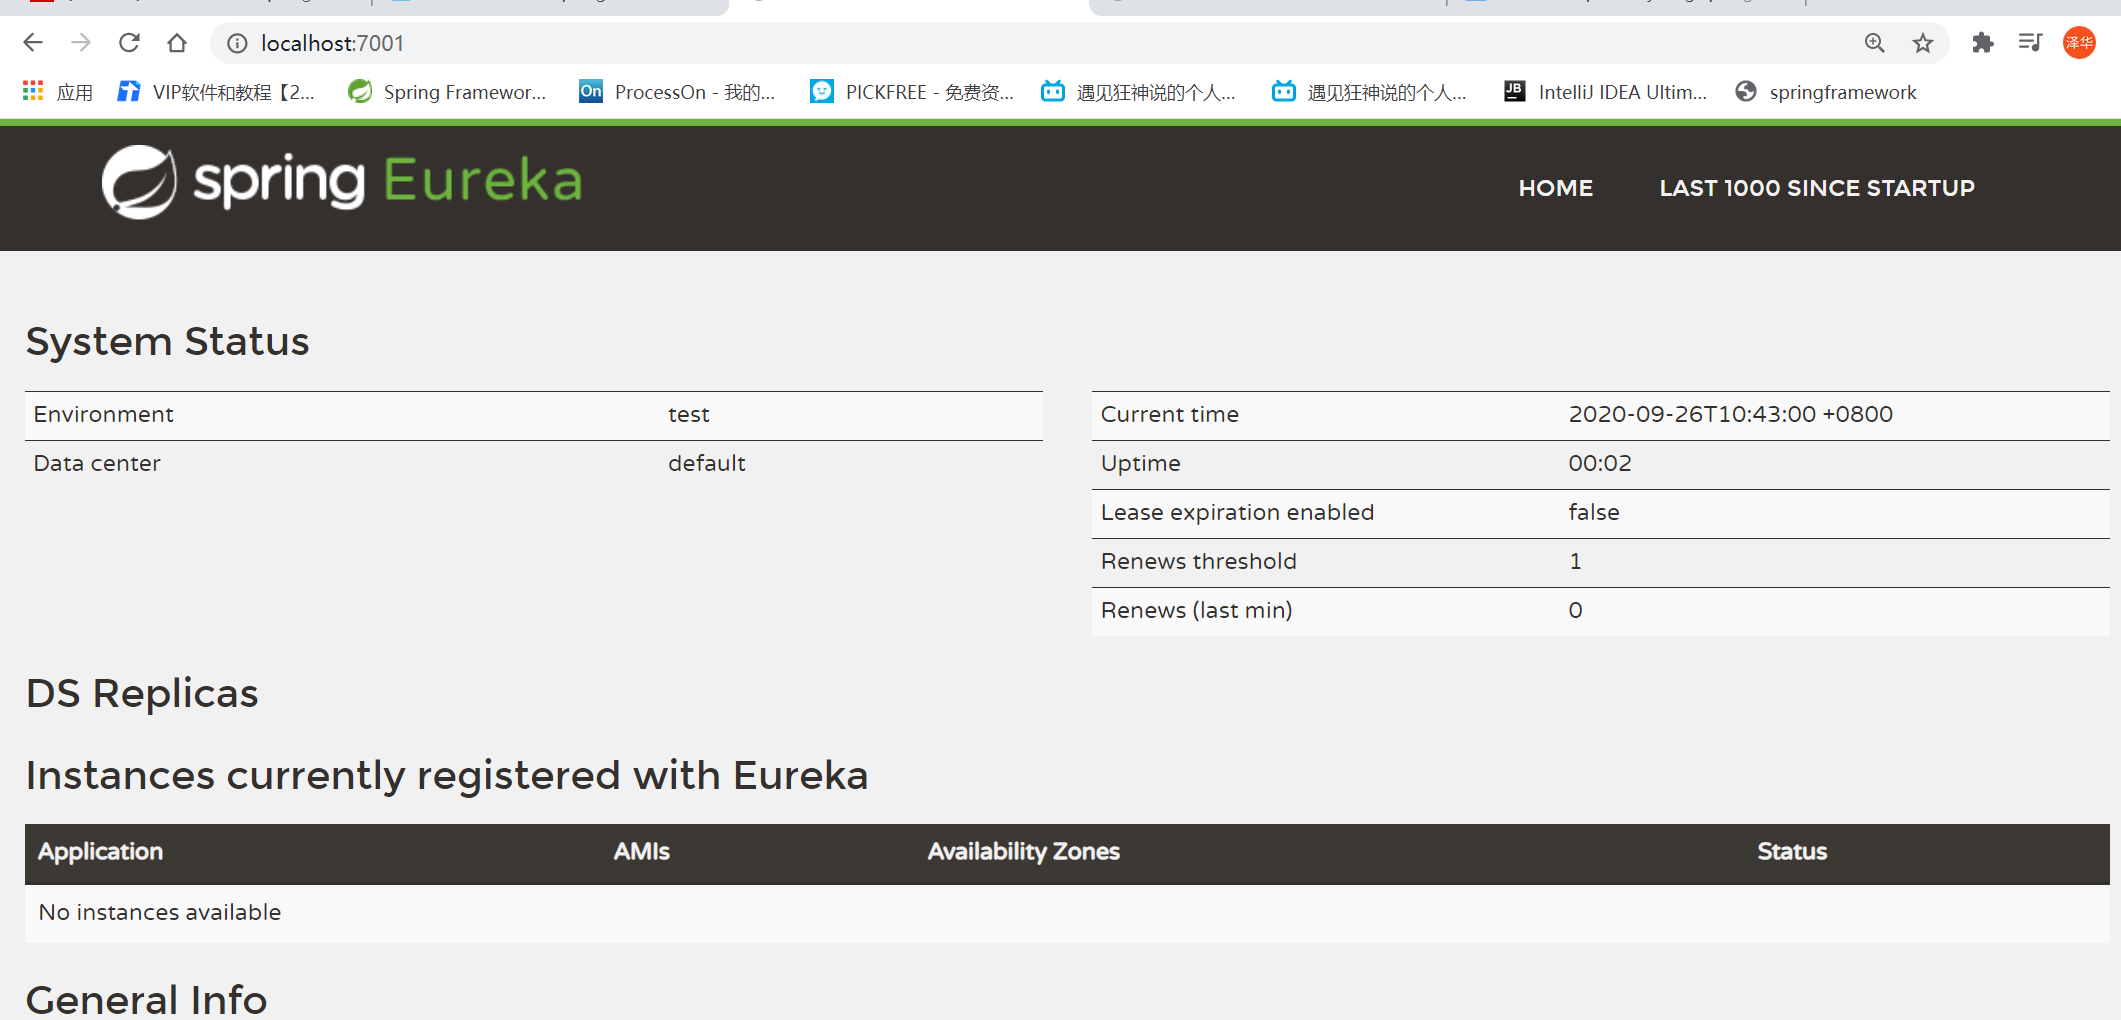 localhost:7001
泽华
应用 VIP软件和教程【2... Spring Framewor... On ProcessOn - 我的... PICKFREE - 免费资... 遇见狂神说的个人... 遇见狂神说的个人... JB IntelliJ IDEA Ultim... springframework
spring Eureka
HOME LAST 1000 SINCE STARTUP
System Status
Environment test
Data center default
Current time 2020-09-26T10:43:00 +0800
Uptime 00:02
Lease expiration enabled false
Renews threshold 1
Renews (last min) 0
DS Replicas
Instances currently registered with Eureka
Application AMIs Availability Zones Status
No instances available
General Info